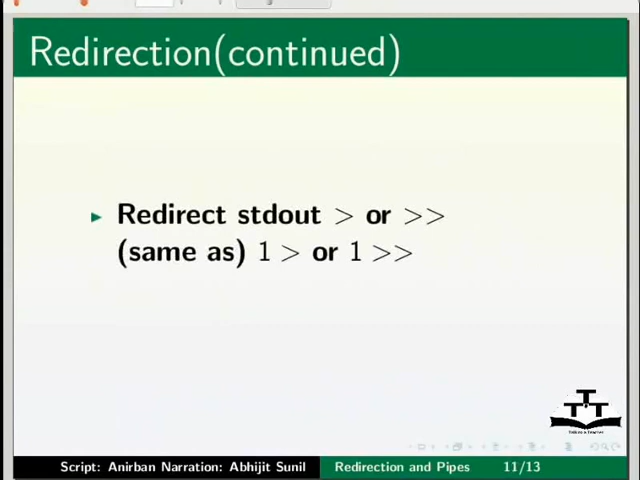 Redirection(continued)
Redirect stdout > or >>
(same as) 1 > or 1 >>
TTT
Script: Anirban Narration: Abhijit Sunil Redirection and Pipes 11/13